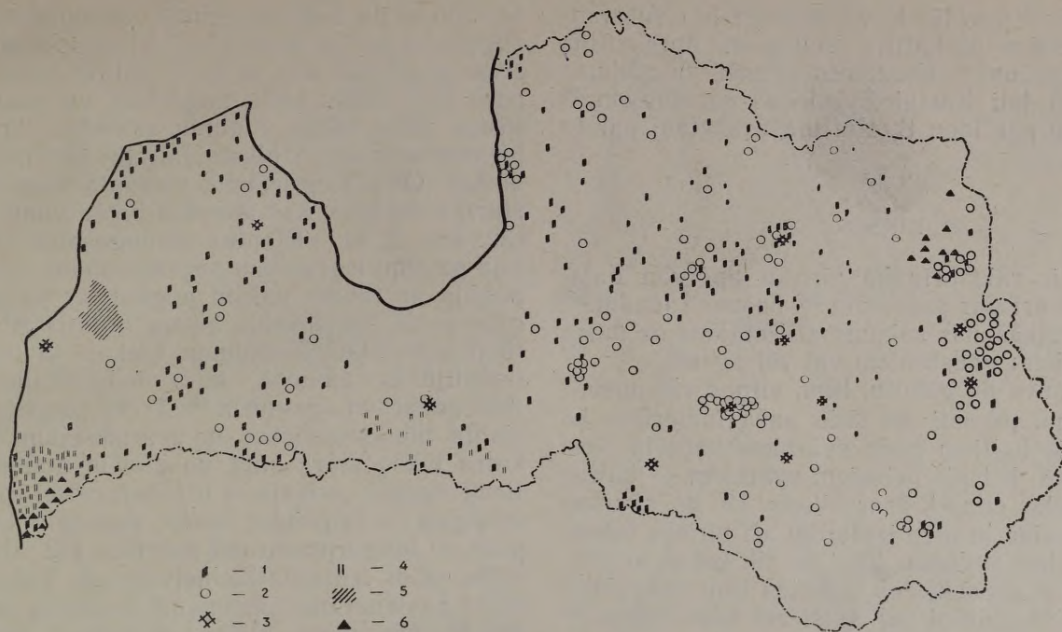 — 1 — 4
— 2 — 5
— 3 — 6